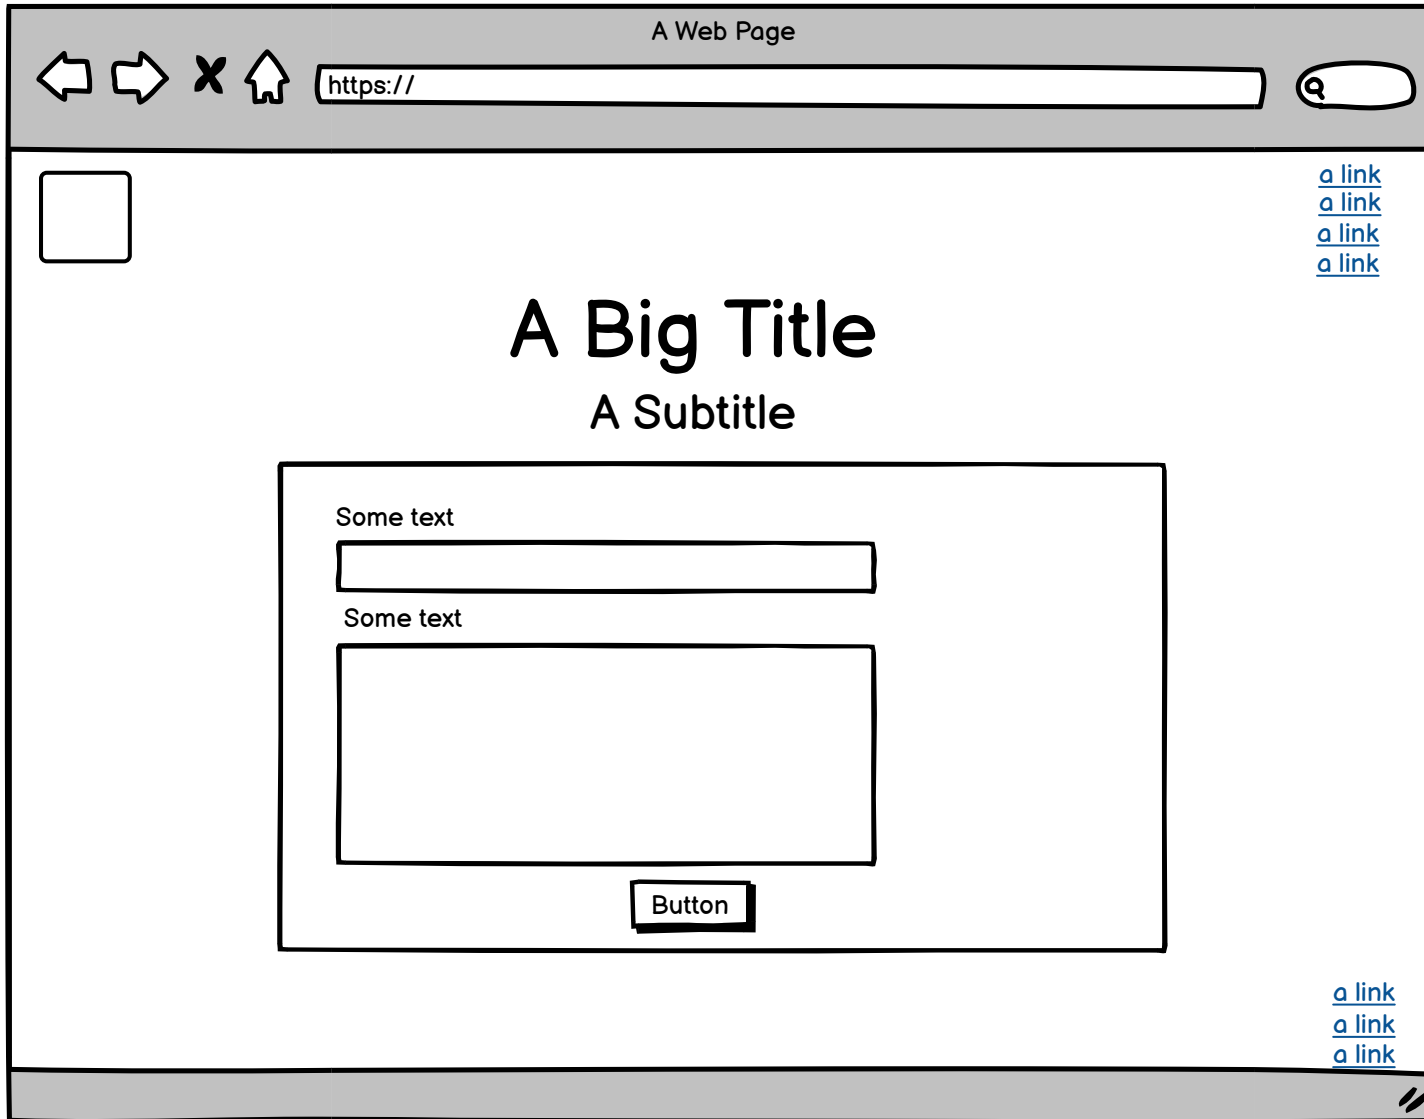 A Web Page
https://
a link
a link
a link
a link
A Big Title
A Subtitle
Some text
Some text
Button
a link
a link
a link